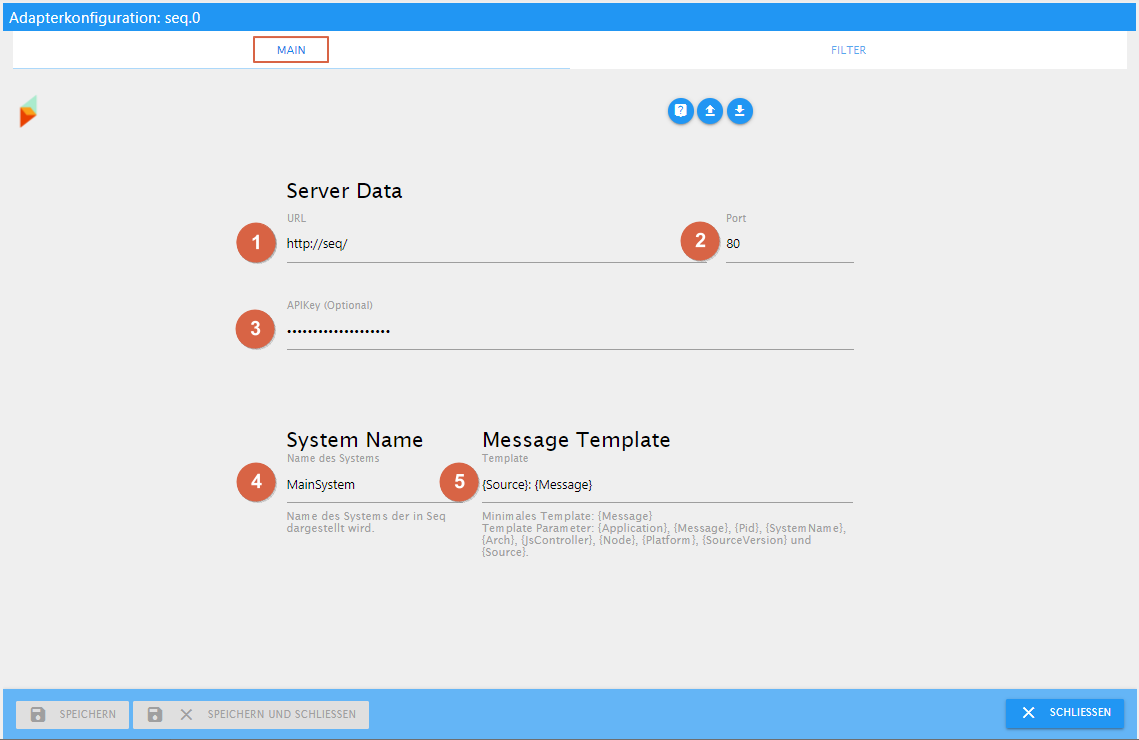 Adapterkonfiguration: seq.0
MAIN
FILTER
?
Server Data
URL
Port
1
http://seq/
2
80
APIKey (Optional)
3
••••••••••••••••••••
System Name
Message Template
Name des Systems
Template
4
MainSystem
5
{Source}: {Message}
Name des Systems der in Seq
dargestellt wird.
Minimales Template: {Message}
Template Parameter: {Application}, {Message}, {Pid}, {SystemName},
{Arch}, {JsController}, {Node}, {Platform}, {SourceVersion} und
{Source}.
SPEICHERN
SPEICHERN UND SCHLIESSEN
SCHLIESSEN